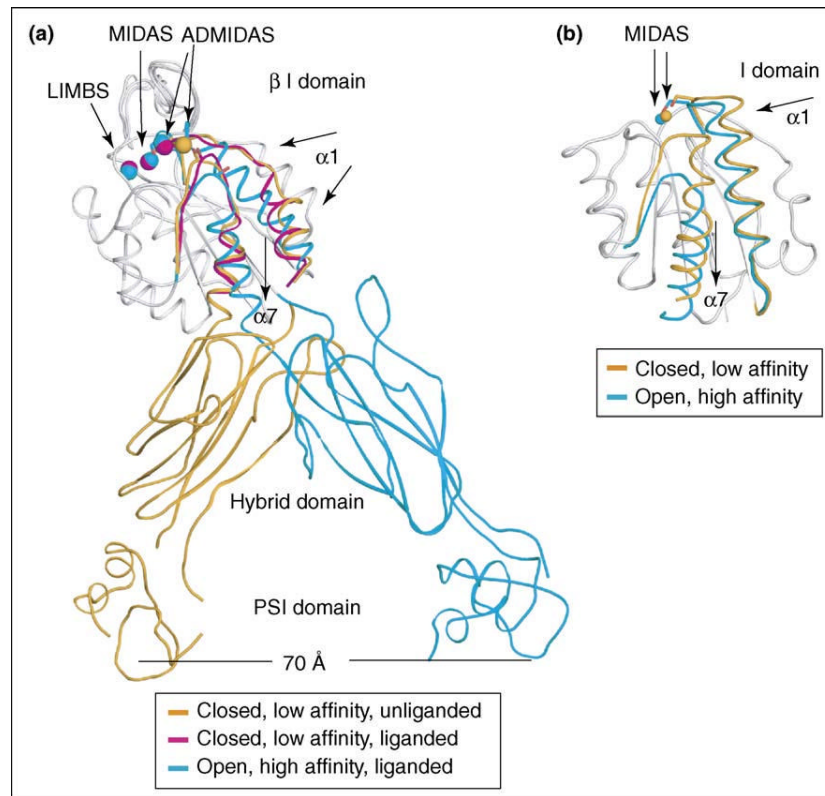 (a)
MIDAS ADMIDAS
LIMBS
β I domain
α1
α7
Hybrid domain
PSI domain
70 Å
Closed, low affinity, unliganded
Closed, low affinity, liganded
Open, high affinity, liganded
(b)
MIDAS
I domain
α1
α7
Closed, low affinity
Open, high affinity